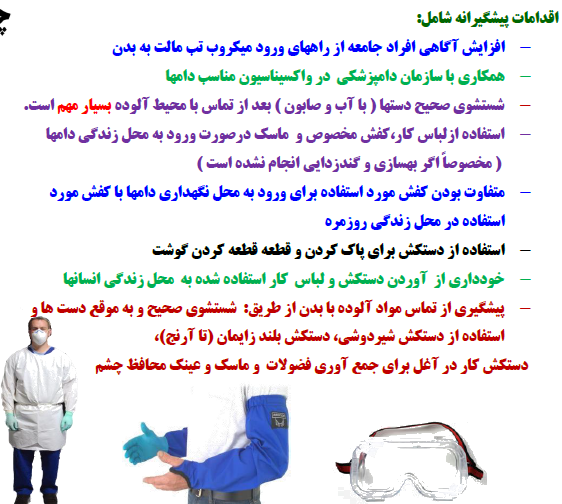 اقدامات پیشگیرانه شامل:
– افزایش آگاهی افراد جامعه از راههای ورود میکروب تب مالت به بدن
– همکاری با سازمان دامپزشکی در واکسیناسیون مناسب دامها
– شستشوی صحیح دستها ( با آب و صابون ) بعد از تماس با محیط آلوده بسیار مهم است.
– استفاده ازلباس کار،کفش مخصوص و ماسک درصورت ورود به محل زندگی دامها
( مخصوصاً اگر بهسازی و گندزدایی انجام نشده است )
– متفاوت بودن کفش مورد استفاده برای ورود به محل نگهداری دامها با کفش مورد
استفاده در محل زندگی روزمره
– استفاده از دستکش برای پاک کردن و قطعه قطعه کردن گوشت
– خودداری از آوردن دستکش و لباس کار استفاده شده به محل زندگی انسانها
– پیشگیری از تماس مواد آلوده با بدن از طریق: شستشوی صحیح و به موقع دست ها و
استفاده از دستکش شیردوشی، دستکش بلند زایمان (تا آرنج)،
دستکش کار در آغل برای جمع آوری فضولات و ماسک و عینک محافظ چشم